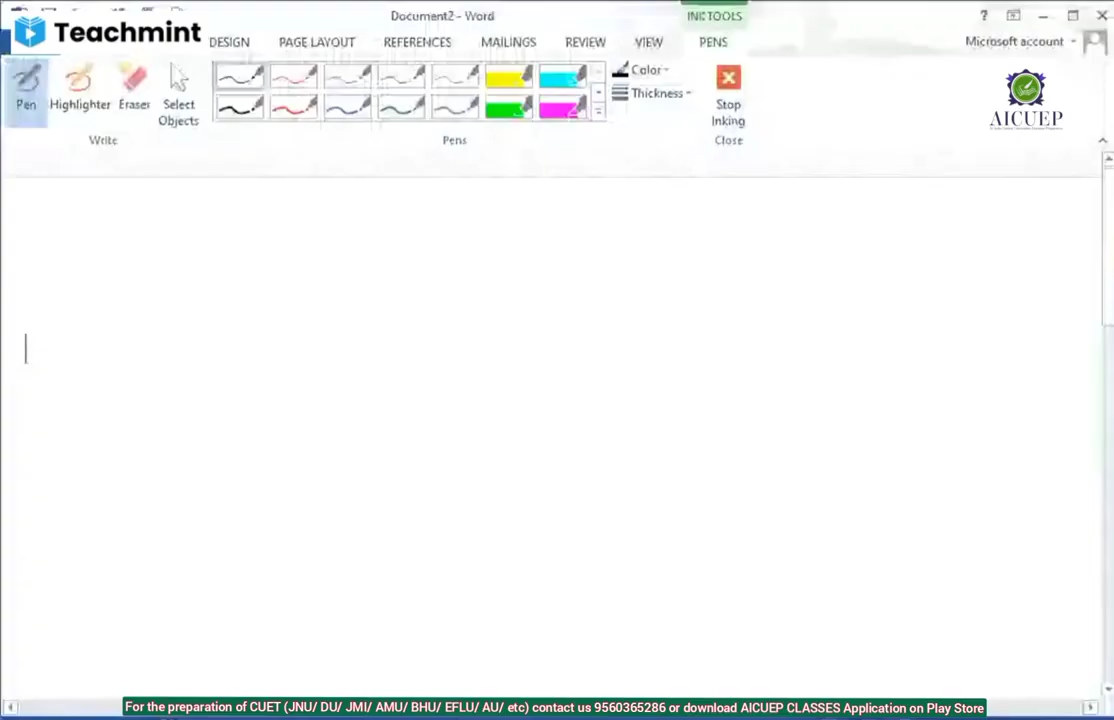 Document2 - Word
INK TOOLS
?
Teachmint
DESIGN
PAGE LAYOUT
REFERENCES
MAILINGS
REVIEW
VIEW
PENS
Microsoft account
Pen
Highlighter
Eraser
Select
Objects
Color
Thickness
Stop
Inking
AICUEP
Write
Pens
Close
For the preparation of CUET (JNU/ DU/ JMI/ AMU/ BHU/ EFLU/ AU/ etc) contact us 9560365286 or download AICUEP CLASSES Application on Play Store